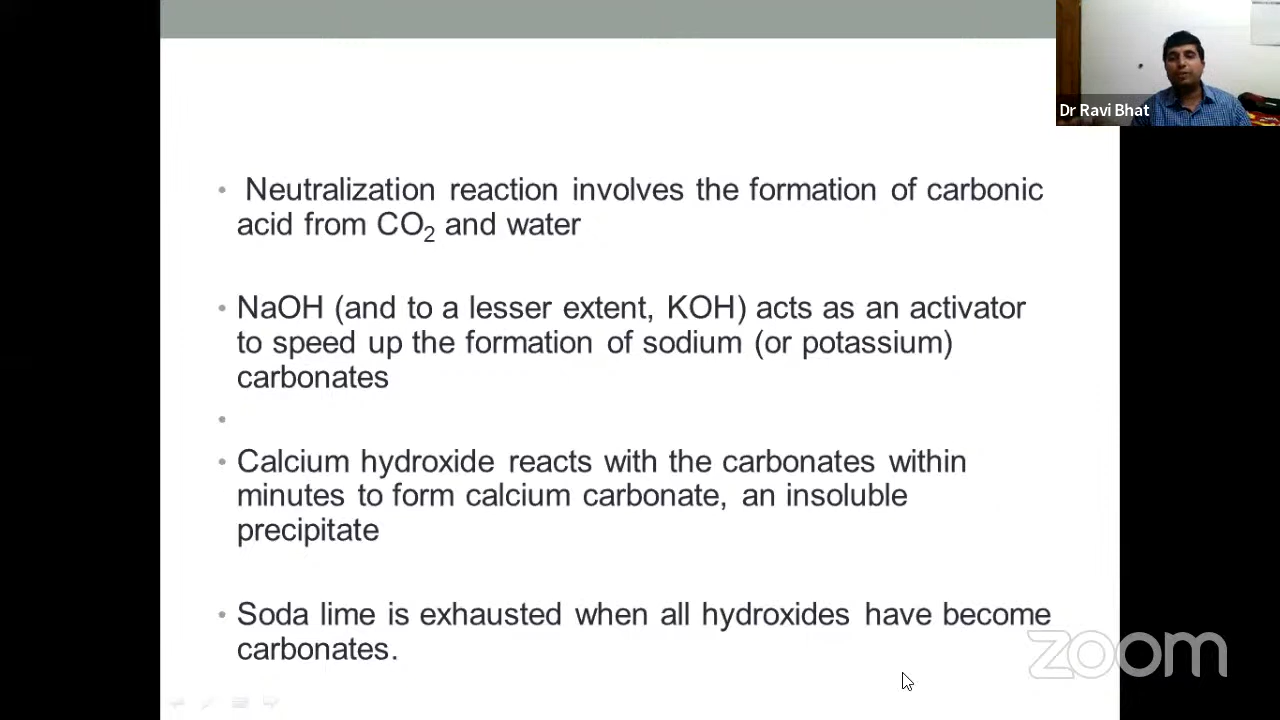 Dr Ravi Bhat
• Neutralization reaction involves the formation of carbonic
acid from CO₂ and water
• NaOH (and to a lesser extent, KOH) acts as an activator
to speed up the formation of sodium (or potassium)
carbonates
•
• Calcium hydroxide reacts with the carbonates within
minutes to form calcium carbonate, an insoluble
precipitate
• Soda lime is exhausted when all hydroxides have become
carbonates.
zoom